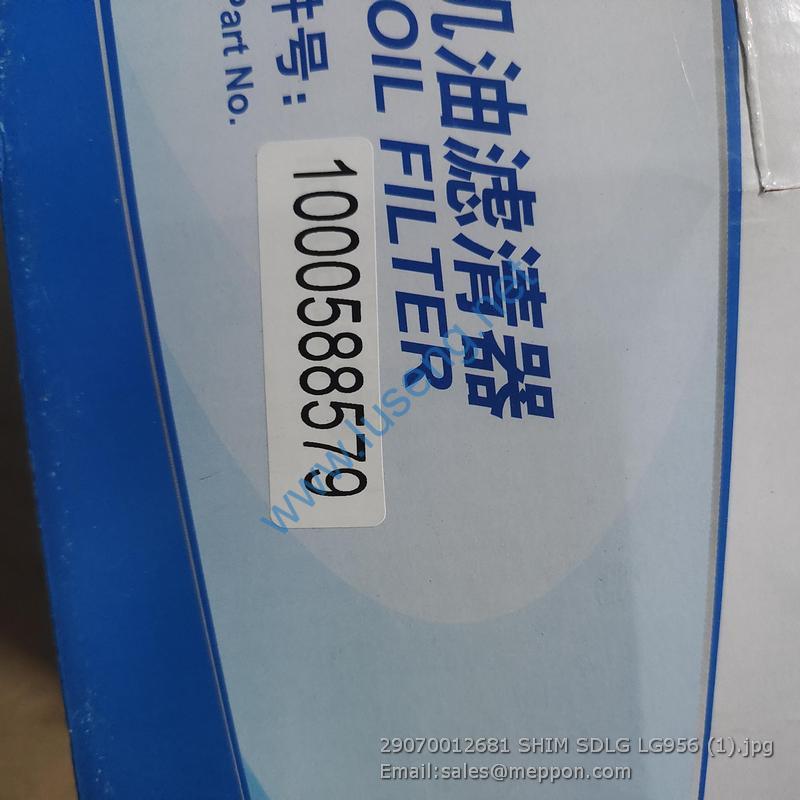 机油滤清器
OIL FILTER
件号:
Part No.
1000588579
www.luseng.net
29070012681 SHIM SDLG LG956 (1).jpg
Email:sales@meppon.com